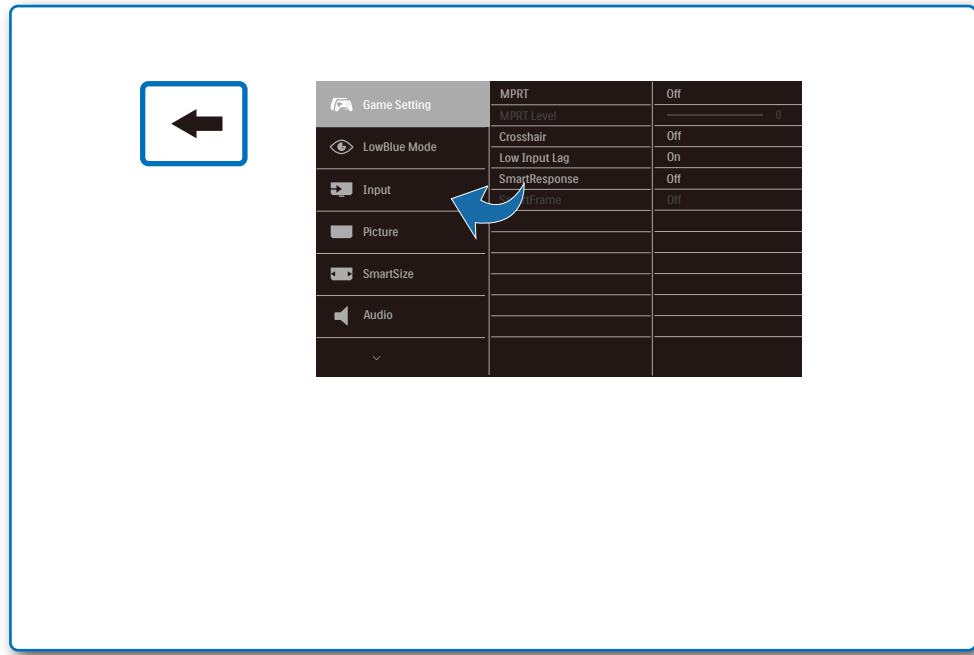 Game Setting
LowBlue Mode
Input
Picture
SmartSize
Audio
MPRT Off
MPRT Level 0
Crosshair Off
Low Input Lag On
SmartResponse Off
SmartFrame Off